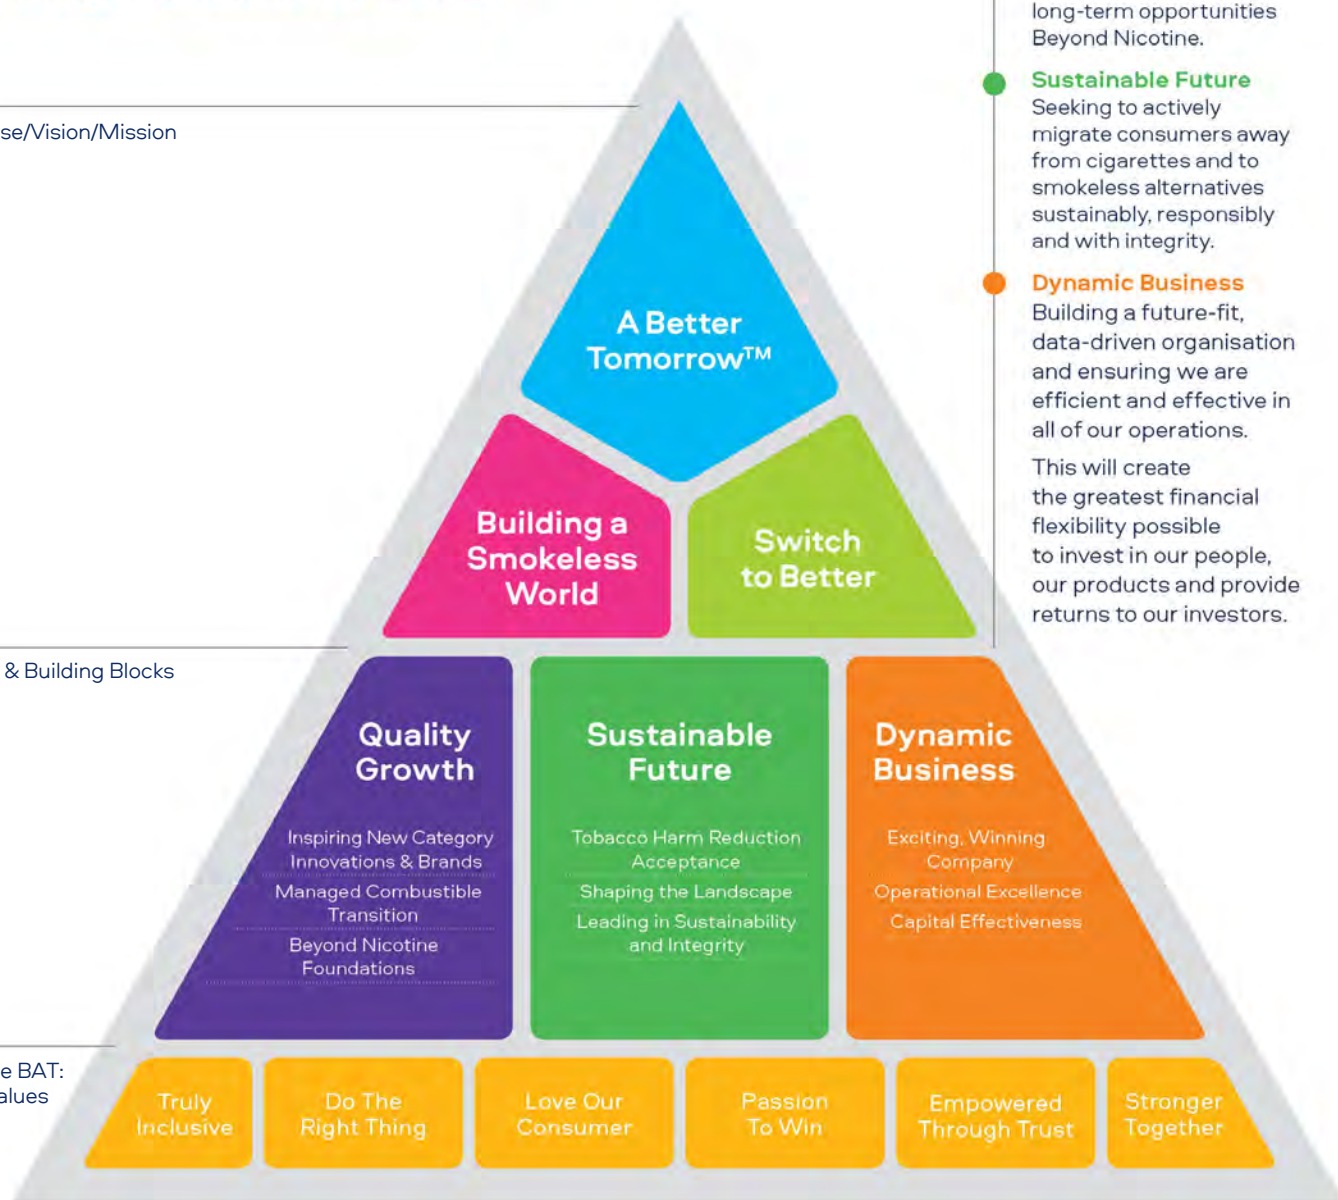 long-term opportunities
Beyond Nicotine.
Sustainable Future
Seeking to actively
migrate consumers away
from cigarettes and to
smokeless alternatives
sustainably, responsibly
and with integrity.
Dynamic Business
Building a future-fit,
data-driven organisation
and ensuring we are
efficient and effective in
all of our operations.
This will create
the greatest financial
flexibility possible
to invest in our people,
our products and provide
returns to our investors.
se/Vision/Mission
A Better
Tomorrow™
Building a
Smokeless
World
Switch
to Better
& Building Blocks
Quality
Growth
Inspiring New Category
Innovations & Brands
Managed Combustible
Transition
Beyond Nicotine
Foundations
Sustainable
Future
Tobacco Harm Reduction
Acceptance
Shaping the Landscape
Leading in Sustainability
and Integrity
Dynamic
Business
Exciting, Winning
Company
Operational Excellence
Capital Effectiveness
e BAT:
alues
Truly
Inclusive
Do The
Right Thing
Love Our
Consumer
Passion
To Win
Empowered
Through Trust
Stronger
Together